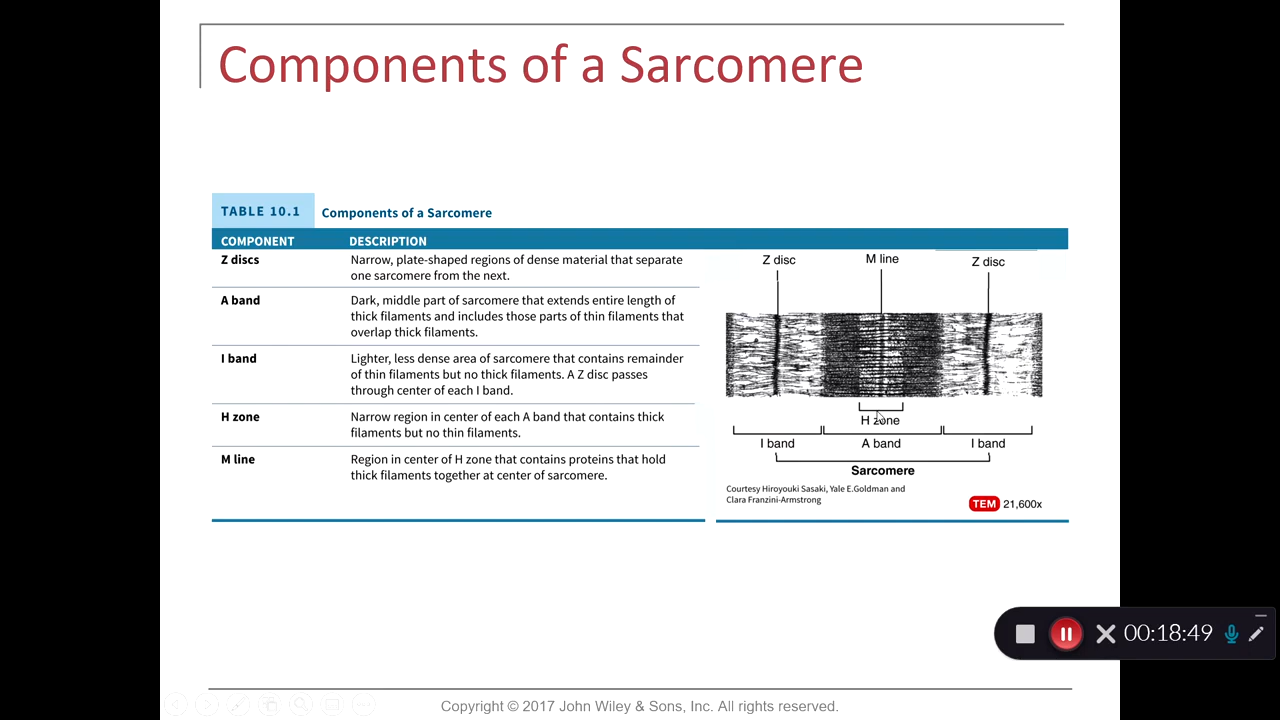 Components of a Sarcomere
TABLE 10.1 Components of a Sarcomere
COMPONENT DESCRIPTION
Z discs Narrow, plate-shaped regions of dense material that separate
one sarcomere from the next.
A band Dark, middle part of sarcomere that extends entire length of
thick filaments and includes those parts of thin filaments that
overlap thick filaments.
I band Lighter, less dense area of sarcomere that contains remainder
of thin filaments but no thick filaments. A Z disc passes
through center of each I band.
H zone Narrow region in center of each A band that contains thick
filaments but no thin filaments.
M line Region in center of H zone that contains proteins that hold
thick filaments together at center of sarcomere.
Z disc M line Z disc
H zone
I band A band I band
Sarcomere
Courtesy Hiroyouki Sasaki, Yale E.Goldman and
Clara Franzini-Armstrong
TEM 21,600x
00:18:49
Copyright © 2017 John Wiley & Sons, Inc. All rights reserved.